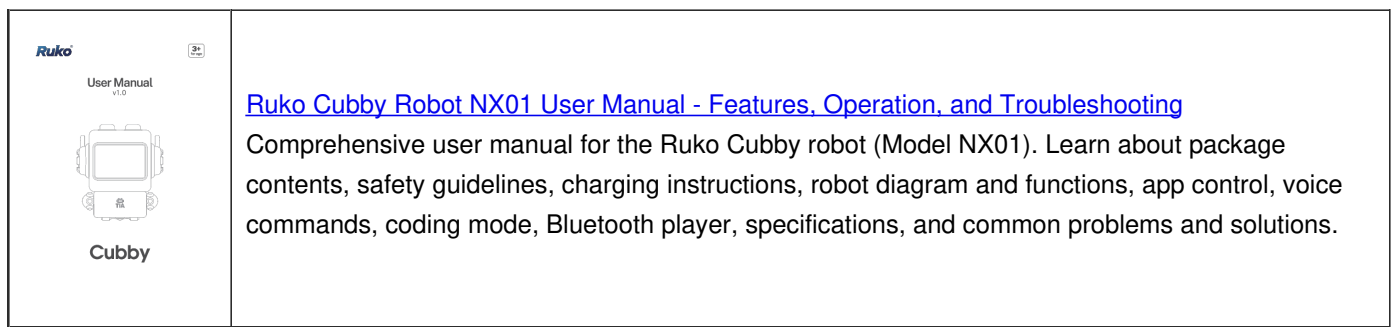 Ruko
3+
for age
User Manual
v1.0
Cubby
Ruko Cubby Robot NX01 User Manual - Features, Operation, and Troubleshooting
Comprehensive user manual for the Ruko Cubby robot (Model NX01). Learn about package
contents, safety guidelines, charging instructions, robot diagram and functions, app control, voice
commands, coding mode, Bluetooth player, specifications, and common problems and solutions.